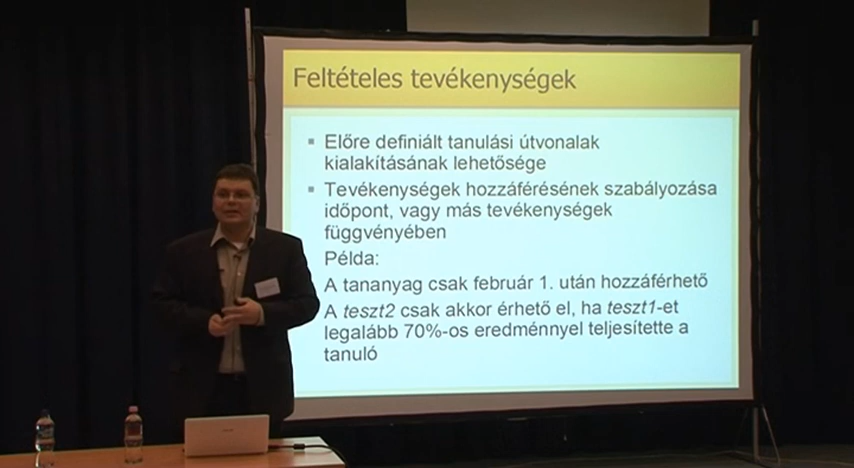 Feltételes tevékenységek
Előre definiált tanulási útvonalak
kialakításának lehetősége
Tevékenységek hozzáférésének szabályozása
időpont, vagy más tevékenységek
függvényében
Példa:
A tananyag csak február 1. után hozzáférhető
A teszt2 csak akkor érhető el, ha teszt1-et
legalább 70%-os eredménnyel teljesítette a
tanuló